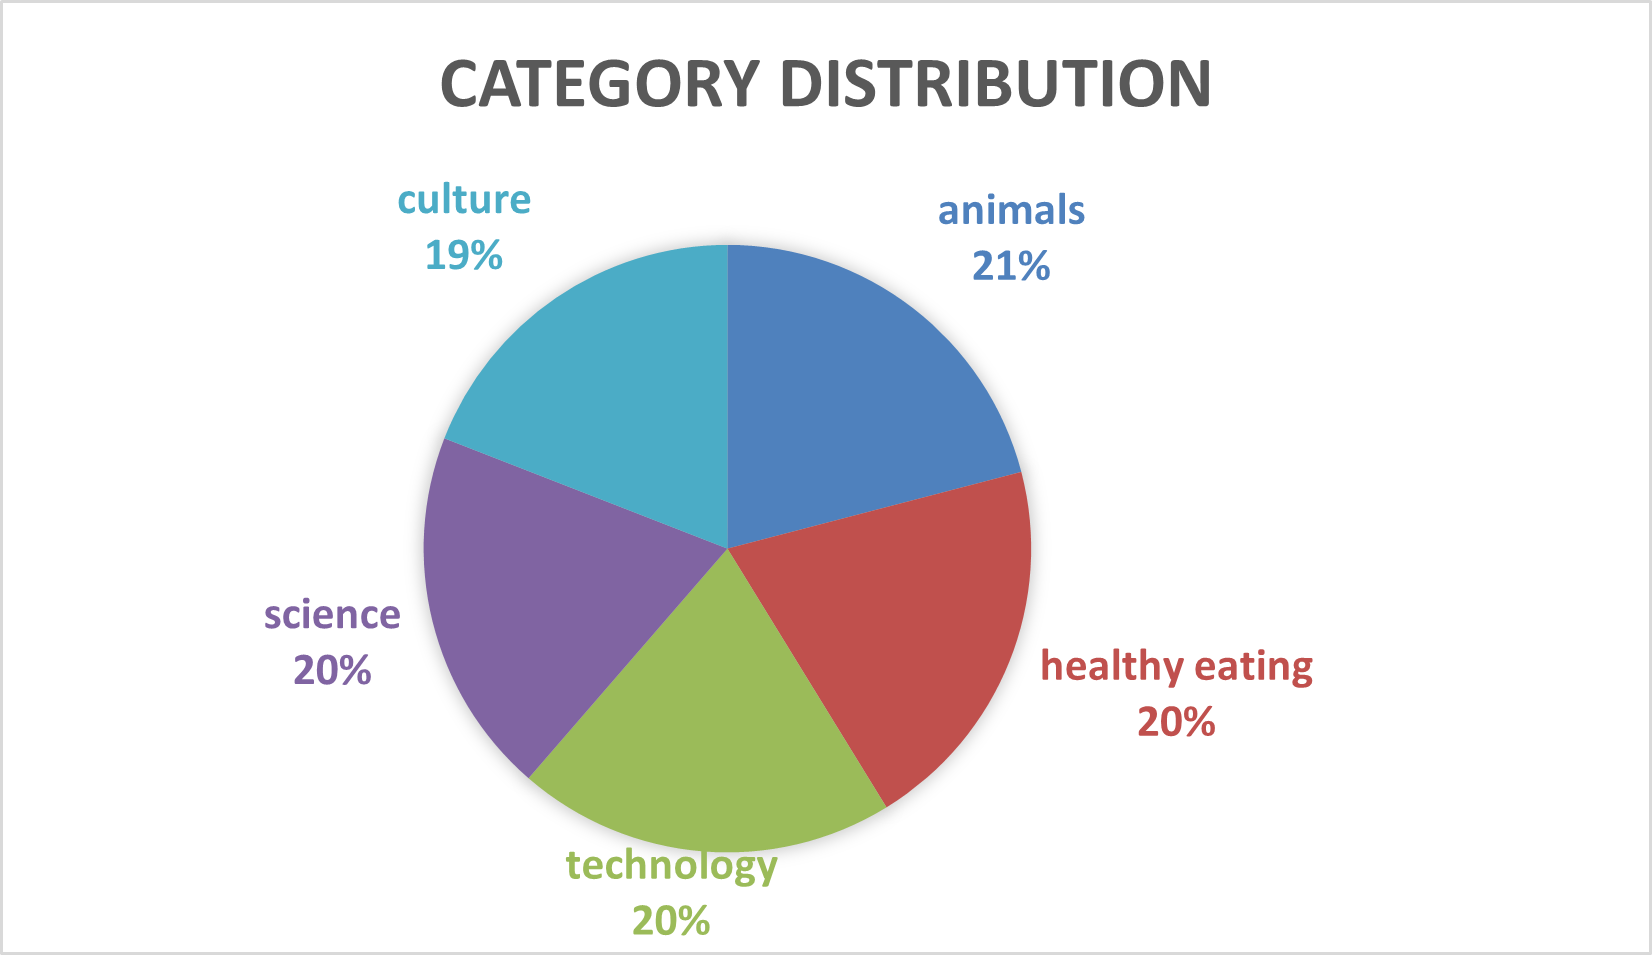 CATEGORY DISTRIBUTION
culture
19%
animals
21%
science
20%
healthy eating
20%
technology
20%